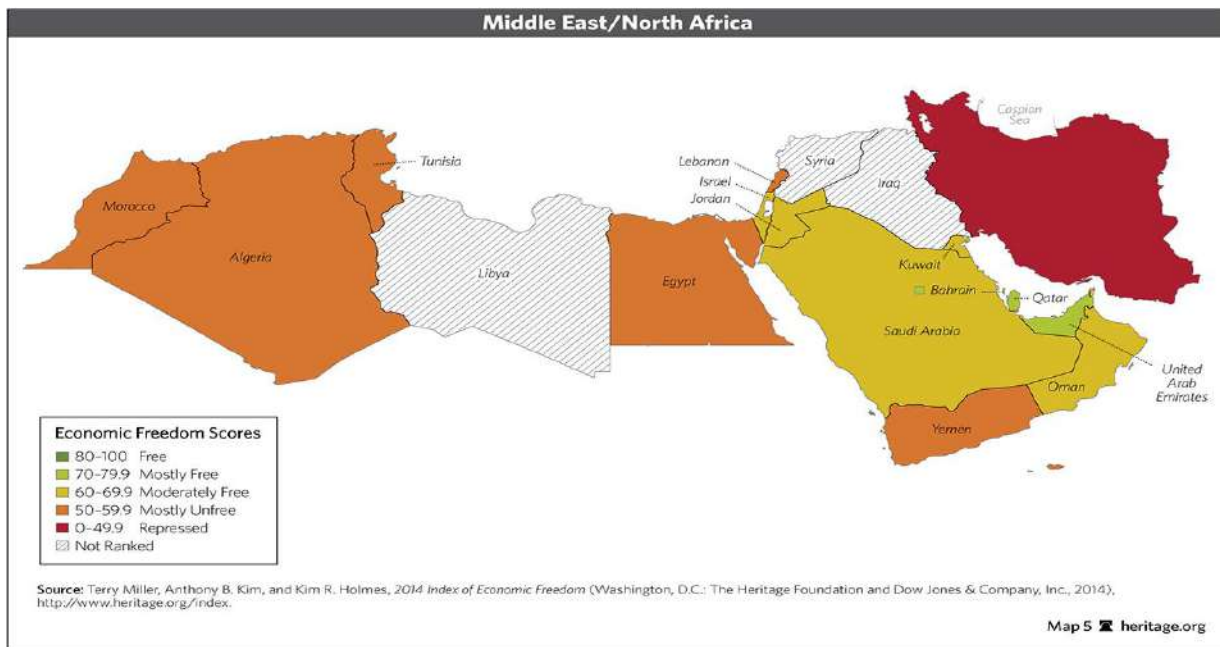 Middle East/North Africa
Caspian
Sea
Tunisia
Lebanon
Syria
Israel
Iraq
Jordan
Morocco
Algeria
Libya
Egypt
Kuwait
Bahrain
Qatar
Saudi Arabia
United
Arab
Emirates
Oman
Yemen
Economic Freedom Scores
80–100 Free
70–79.9 Mostly Free
60–69.9 Moderately Free
50–59.9 Mostly Unfree
0–49.9 Repressed
Not Ranked
Source: Terry Miller, Anthony B. Kim, and Kim R. Holmes, 2014 Index of Economic Freedom (Washington, D.C.: The Heritage Foundation and Dow Jones & Company, Inc., 2014),
http://www.heritage.org/index.
Map 5 heritage.org